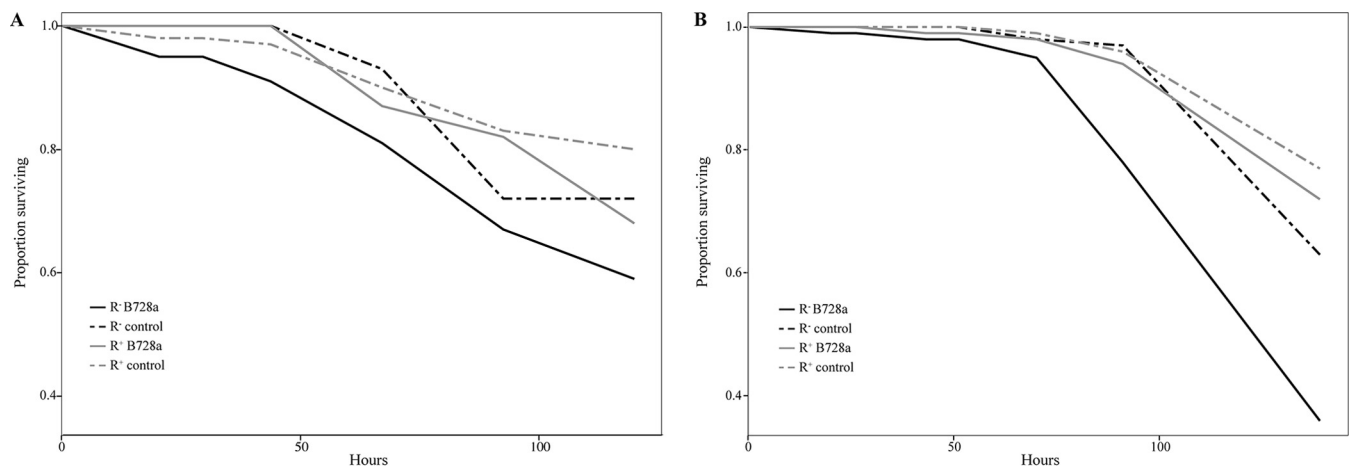 A
1.0
0.8
0.6
0.4
Proportion surviving
R⁻ B728a
R⁻ control
R⁺ B728a
R⁺ control
0 50 100
Hours
B
1.0
0.8
0.6
0.4
Proportion surviving
R⁻ B728a
R⁻ control
R⁺ B728a
R⁺ control
0 50 100
Hours